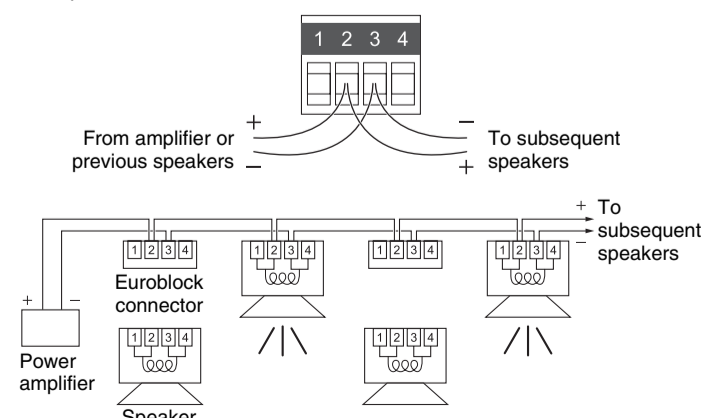 1 2 3 4
+
−
From amplifier or
previous speakers
−
+
To subsequent
speakers
+
To
subsequent
speakers
−
1 2 3 4
1 2 3 4
1 2 3 4
1 2 3 4
Euroblock
connector
+ −
Power
amplifier
1 2 3 4
1 2 3 4
Speaker